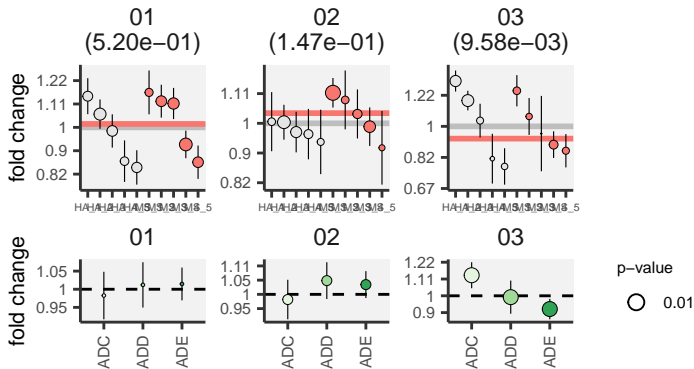 01
(5.20e−01)
02
(1.47e−01)
03
(9.58e−03)
fold change
1.22
1.11
1
0.9
0.82
1.11
1
0.9
0.82
1.22
1
0.82
0.67
01
02
03
fold change
1.05
1
0.95
1.11
1.05
1
0.95
1.22
1.11
1
0.9
ADC
ADD
ADE
ADC
ADD
ADE
ADC
ADD
ADE
p−value
0.01